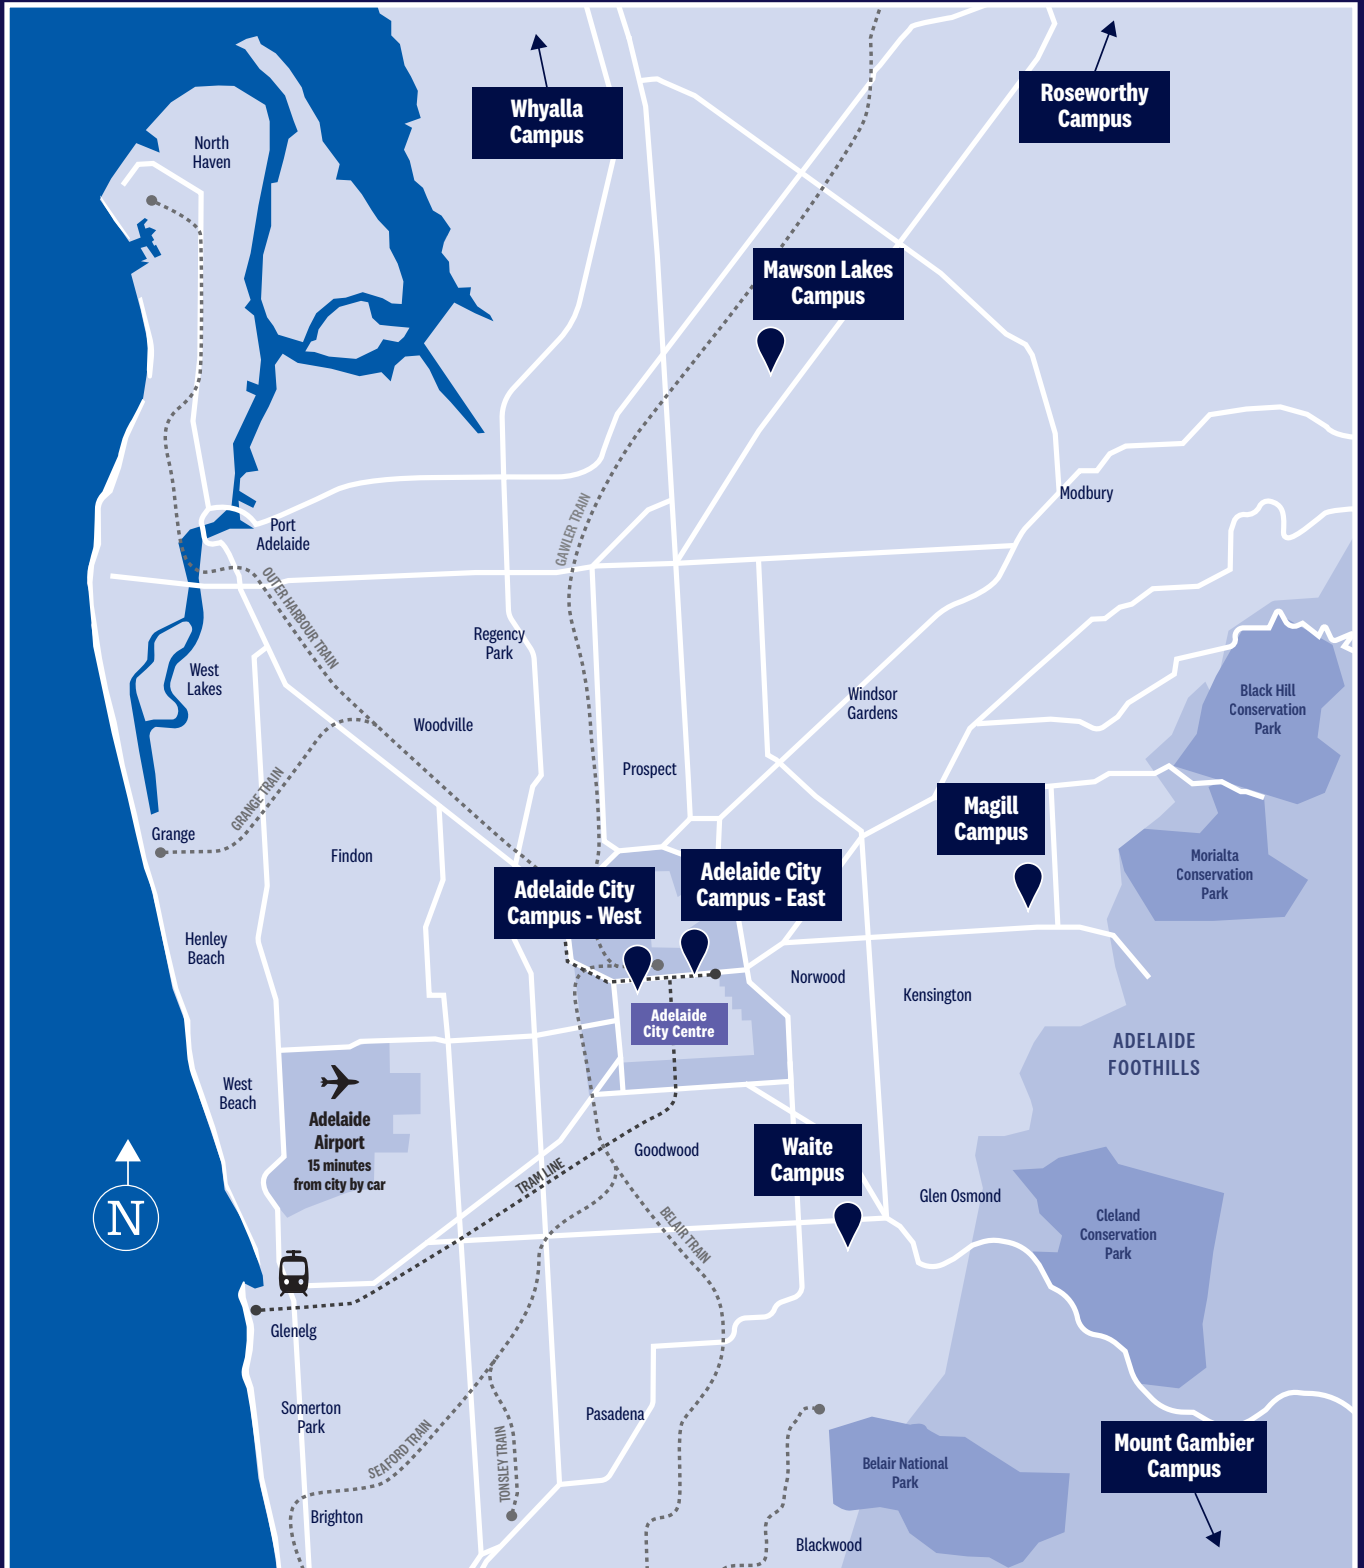 Whyalla
Campus
Roseworthy
Campus
North
Haven
Mawson Lakes
Campus
Modbury
GAWLER TRAIN
Port
Adelaide
OUTER HARBOUR TRAIN
Regency
Park
West
Lakes
Woodville
Windsor
Gardens
Black Hill
Conservation
Park
Prospect
GRANGE TRAIN
Grange
Findon
Magill
Campus
Morialta
Conservation
Park
Adelaide City
Campus - West
Adelaide City
Campus - East
Henley
Beach
Norwood
Kensington
Adelaide
City Centre
ADELAIDE
FOOTHILLS
West
Beach
Adelaide
Airport
15 minutes
from city by car
Goodwood
Waite
Campus
TRAM LINE
BELAIR TRAIN
Glen Osmond
Cleland
Conservation
Park
N
Glenelg
Somerton
Park
Pasadena
SEAFORD TRAIN
TONSLEY TRAIN
Mount Gambier
Campus
Belair National
Park
Brighton
Blackwood